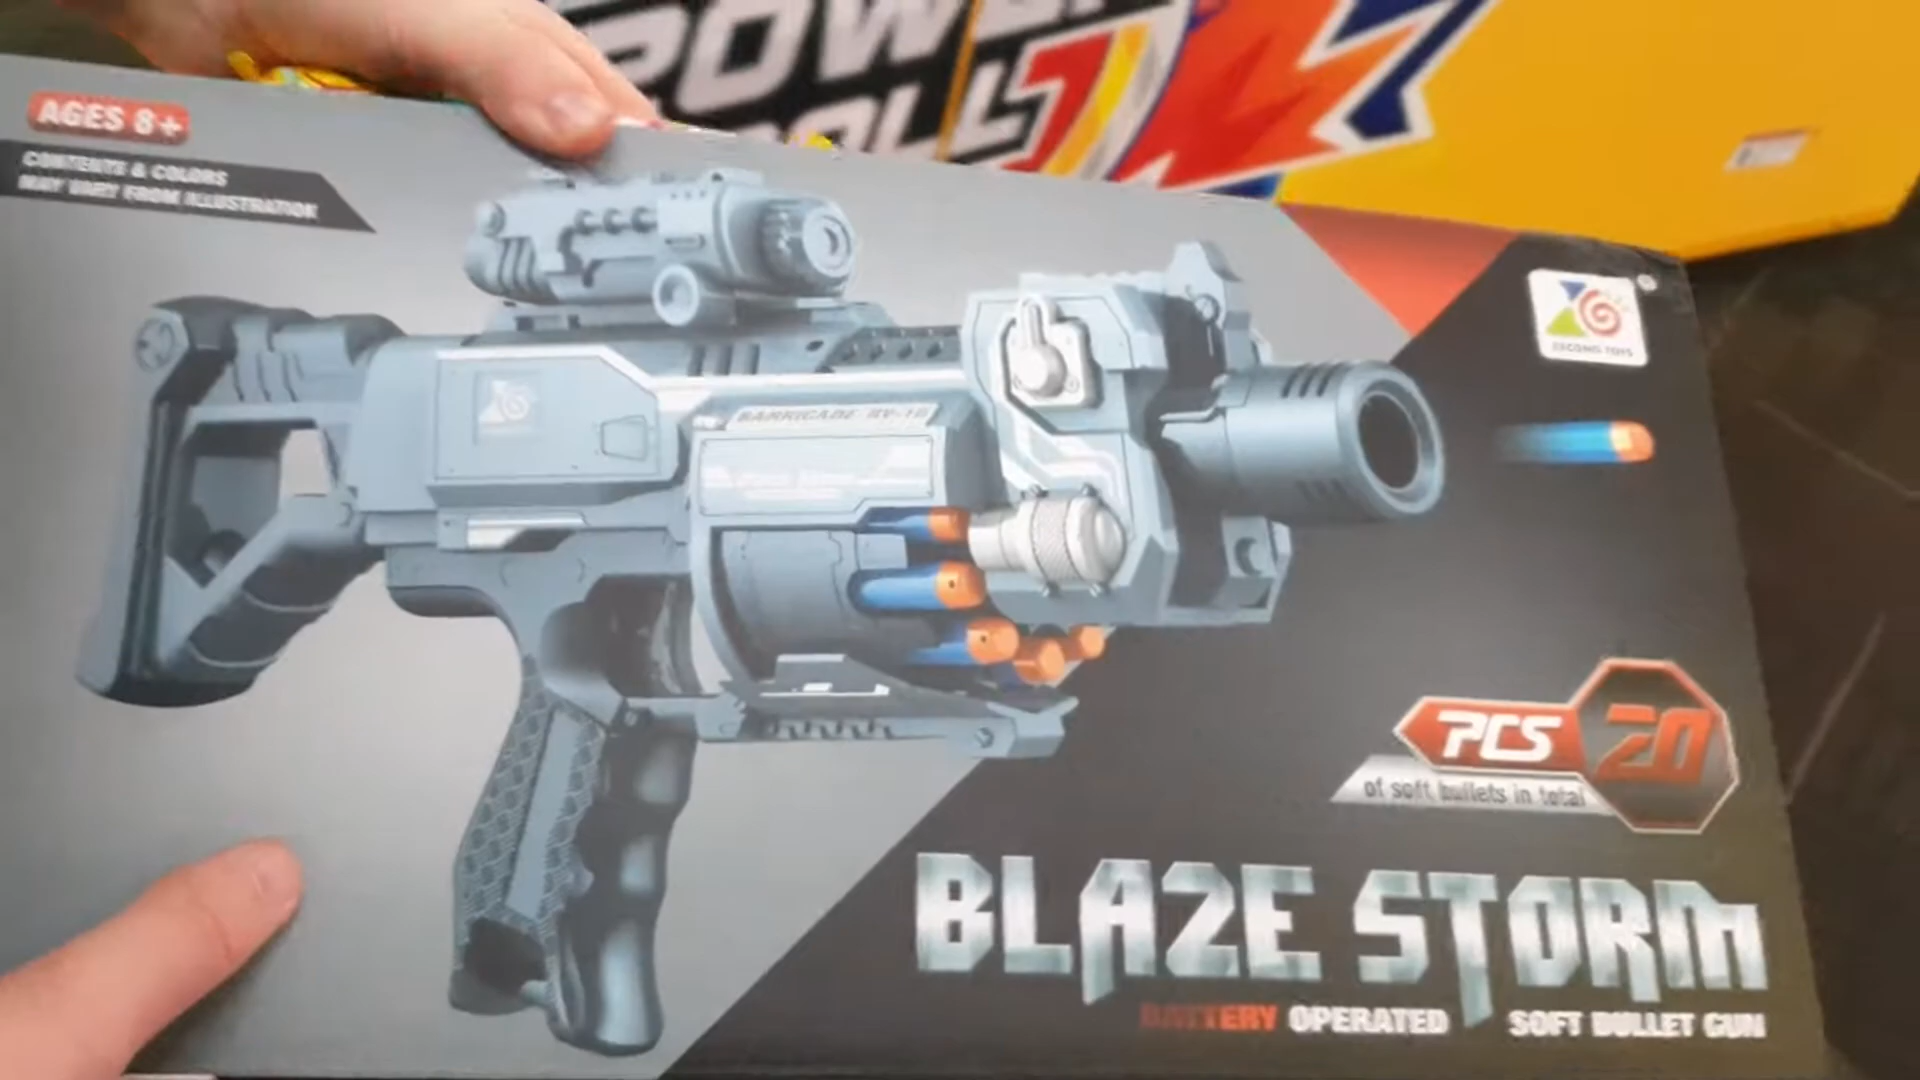 POWER
ROLL
AGES 8+
CONTENTS & COLORS
MAY VARY FROM ILLUSTRATION
ZECONG TOYS
BARRICADE RV-10
PCS 20
of soft bullets in total
BLAZE STORM
BATTERY OPERATED SOFT BULLET GUN